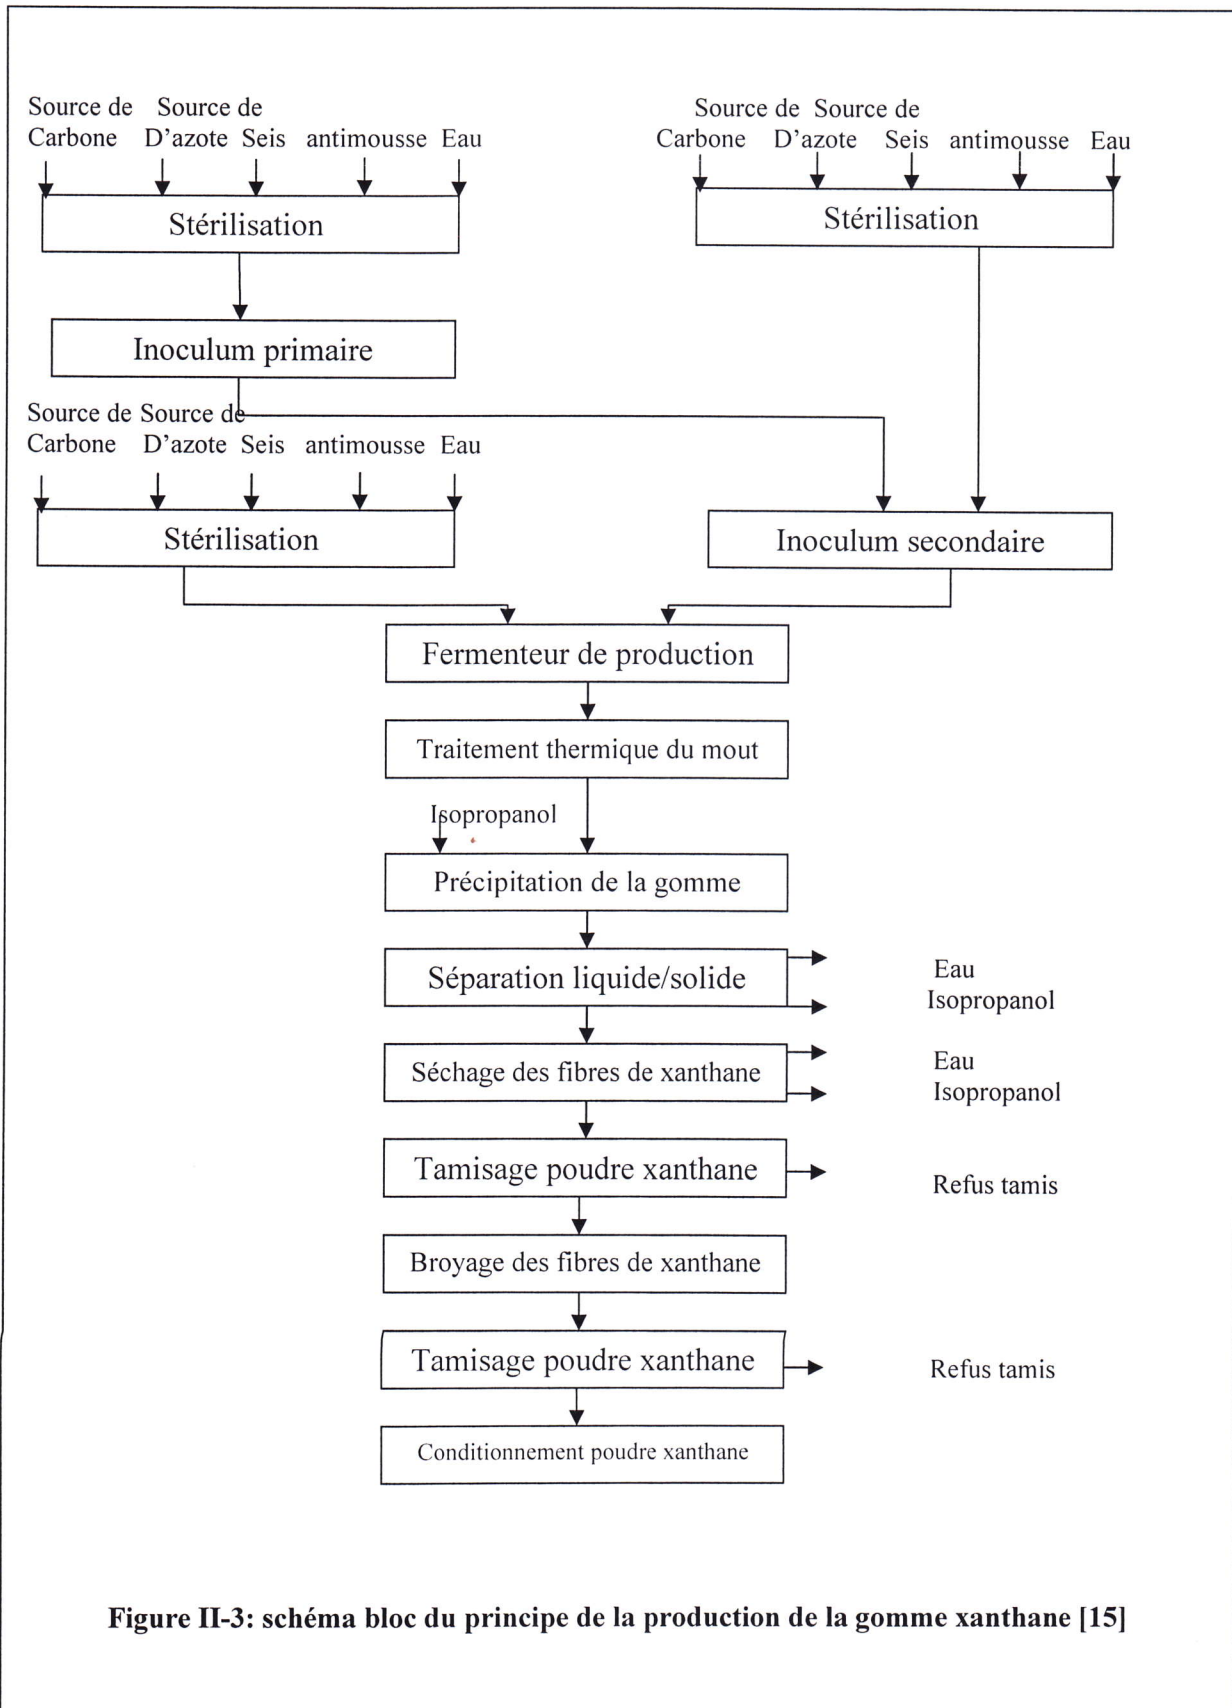 Source de Source de
Carbone D'azote Seis antimousse Eau
Source de Source de
Carbone D'azote Seis antimousse Eau
Stérilisation
Stérilisation
Inoculum primaire
Source de Source de
Carbone D'azote Seis antimousse Eau
Stérilisation
Inoculum secondaire
Fermenteur de production
Traitement thermique du mout
Isopropanol
Précipitation de la gomme
Séparation liquide/solide
Eau
Isopropanol
Séchage des fibres de xanthane
Eau
Isopropanol
Tamisage poudre xanthane
Refus tamis
Broyage des fibres de xanthane
Tamisage poudre xanthane
Refus tamis
Conditionnement poudre xanthane
Figure II-3: schéma bloc du principe de la production de la gomme xanthane [15]